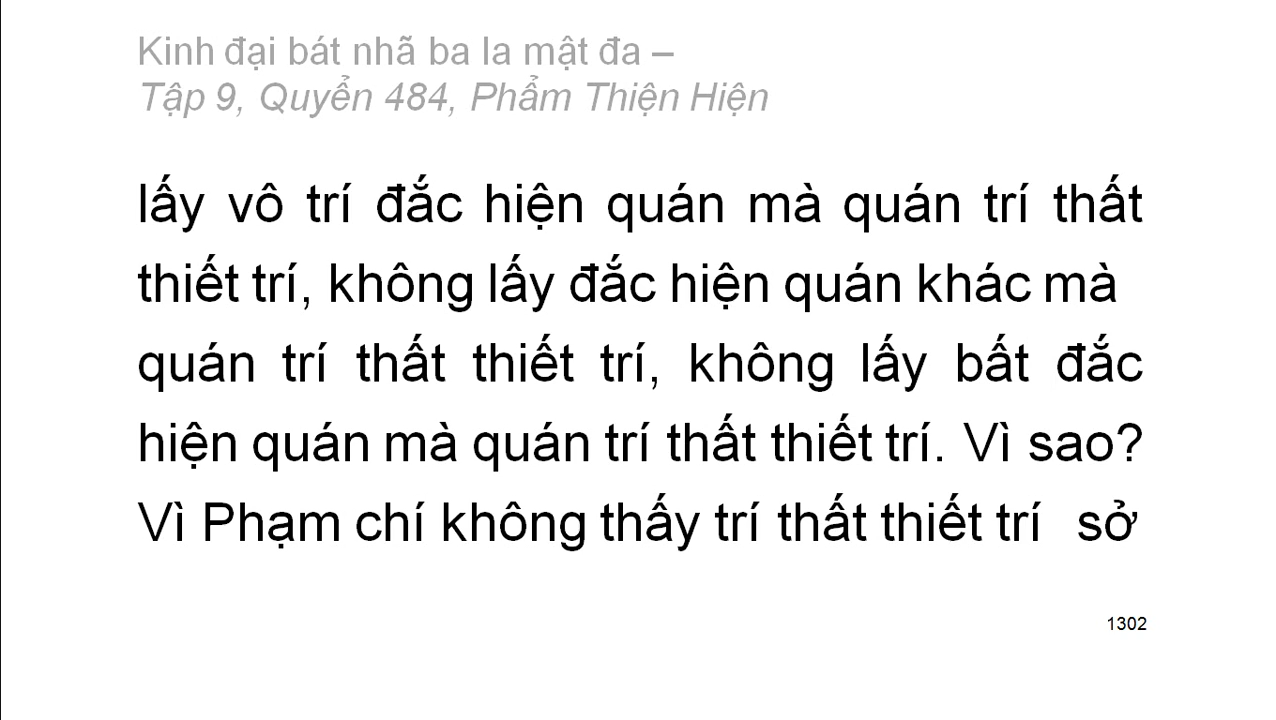 Kinh đại bát nhã ba la mật đa –
Tập 9, Quyển 484, Phẩm Thiện Hiện
lấy vô trí đắc hiện quán mà quán trí thất
thiết trí, không lấy đắc hiện quán khác mà
quán trí thất thiết trí, không lấy bất đắc
hiện quán mà quán trí thất thiết trí. Vì sao?
Vì Phạm chí không thấy trí thất thiết trí sở
1302